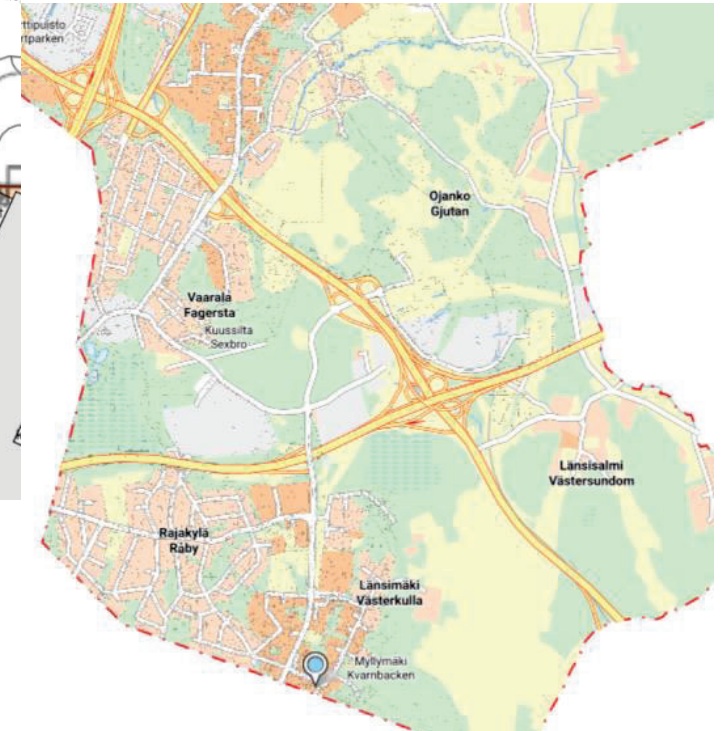 Ojanko
Gjutan
Vaarala
Fagersta
Kuussilta
Sexbro
Länsisalmi
Västersundom
Rajakylä
Råby
Länsimäki
Västerkulla
Myllymäki
Kvarnbacken